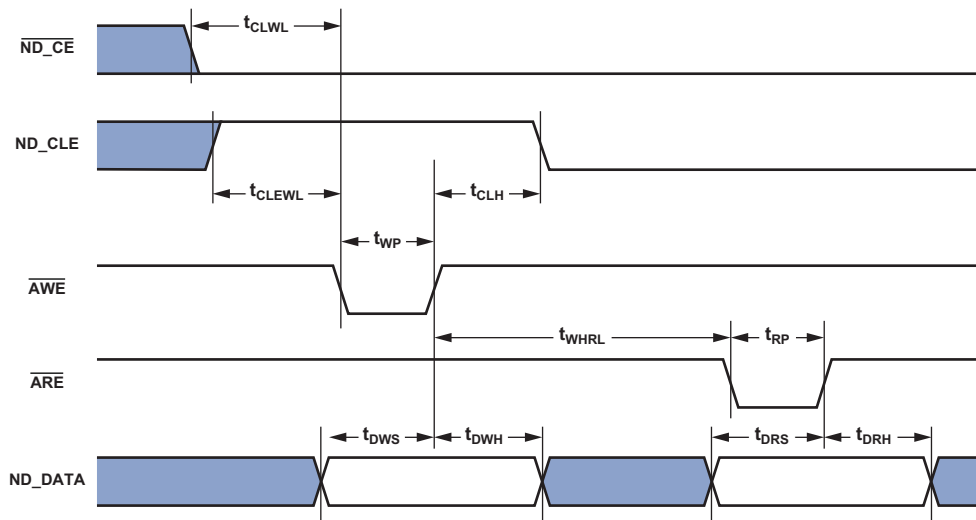 tCLWL
ND_CE
ND_CLE
tCLEWL
tCLH
tWP
AWE
tWHRL
tRP
ARE
tDWS
tDWH
tDRS
tDRH
ND_DATA